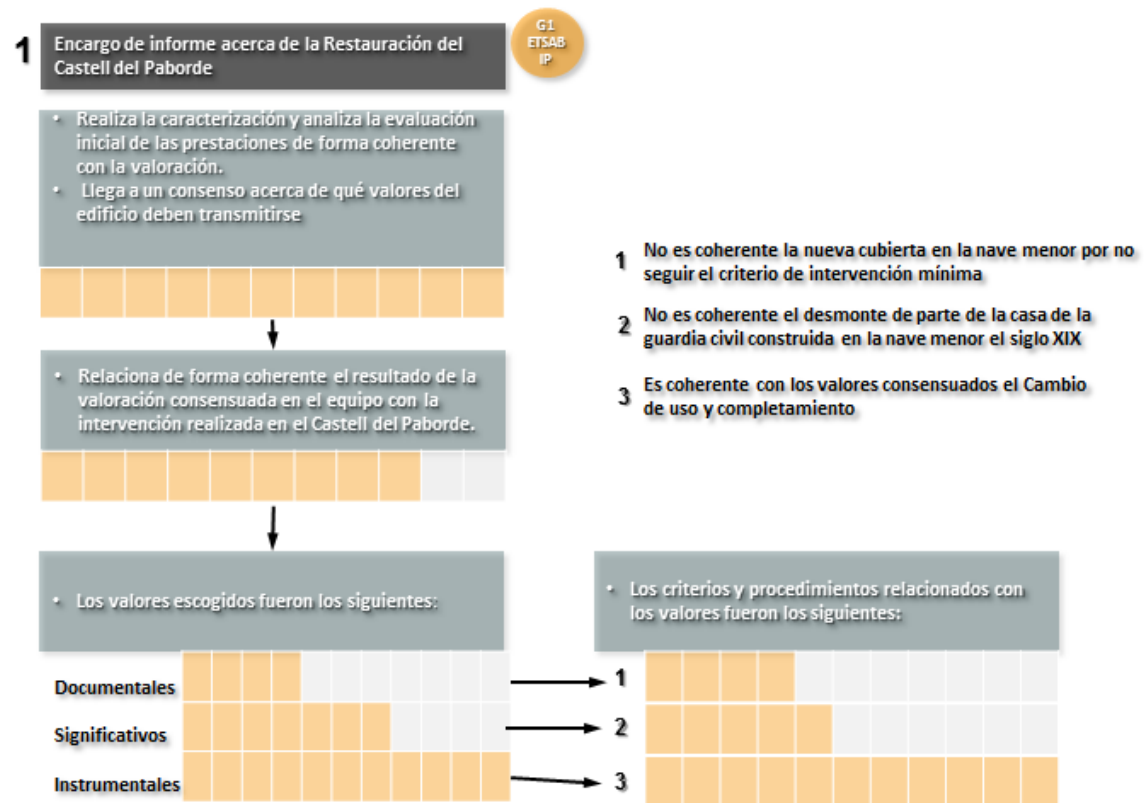 1
Encargo de informe acerca de la Restauración del
Castell del Paborde
G1
ETSAB
IP
• Realiza la caracterización y analiza la evaluación
inicial de las prestaciones de forma coherente
con la valoración.
• Llega a un consenso acerca de qué valores del
edificio deben transmitirse
1 No es coherente la nueva cubierta en la nave menor por no
seguir el criterio de intervención mínima
2 No es coherente el desmonte de parte de la casa de la
guardia civil construida en la nave menor el siglo XIX
3 Es coherente con los valores consensuados el Cambio
de uso y completamiento
• Relaciona de forma coherente el resultado de la
valoración consensuada en el equipo con la
intervención realizada en el Castell del Paborde.
• Los valores escogidos fueron los siguientes:
• Los criterios y procedimientos relacionados con
los valores fueron los siguientes:
Documentales
1
Significativos
2
Instrumentales
3